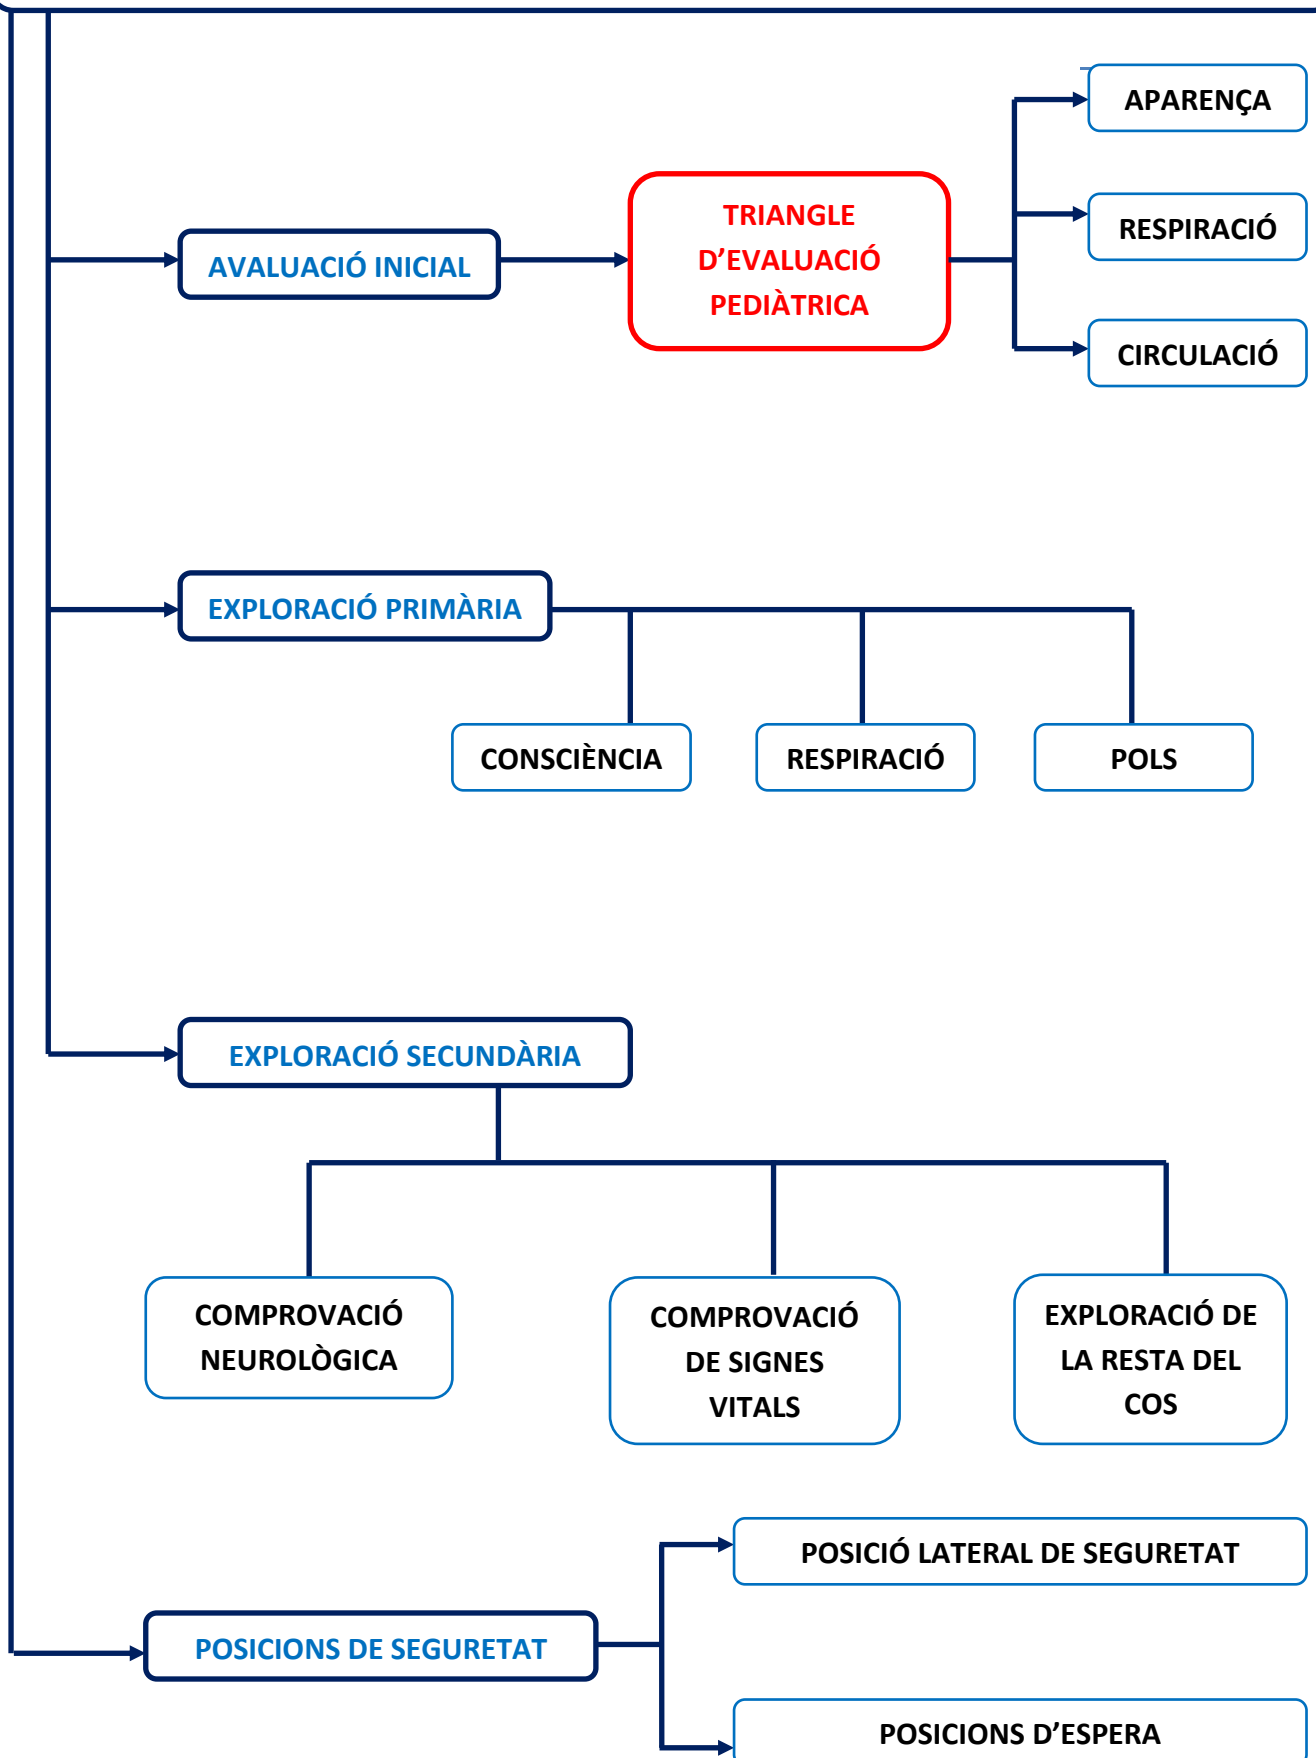 APARENÇA
TRIANGLE
D’EVALUACIÓ
PEDIÀTRICA
RESPIRACIÓ
AVALUACIÓ INICIAL
CIRCULACIÓ
EXPLORACIÓ PRIMÀRIA
CONSCIÈNCIA
RESPIRACIÓ
POLS
EXPLORACIÓ SECUNDÀRIA
COMPROVACIÓ
NEUROLÒGICA
COMPROVACIÓ
DE SIGNES
VITALS
EXPLORACIÓ DE
LA RESTA DEL
COS
POSICIÓ LATERAL DE SEGURETAT
POSICIONS DE SEGURETAT
POSICIONS D’ESPERA